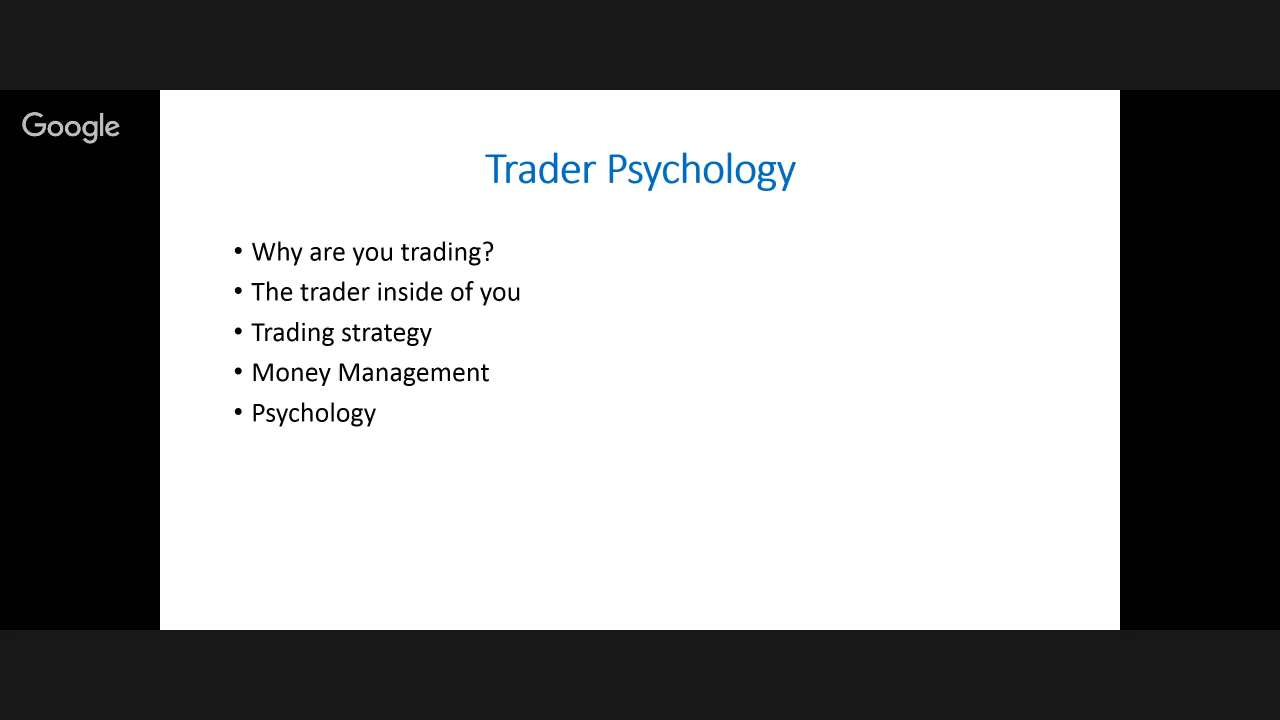 Google
Trader Psychology
• Why are you trading?
• The trader inside of you
• Trading strategy
• Money Management
• Psychology